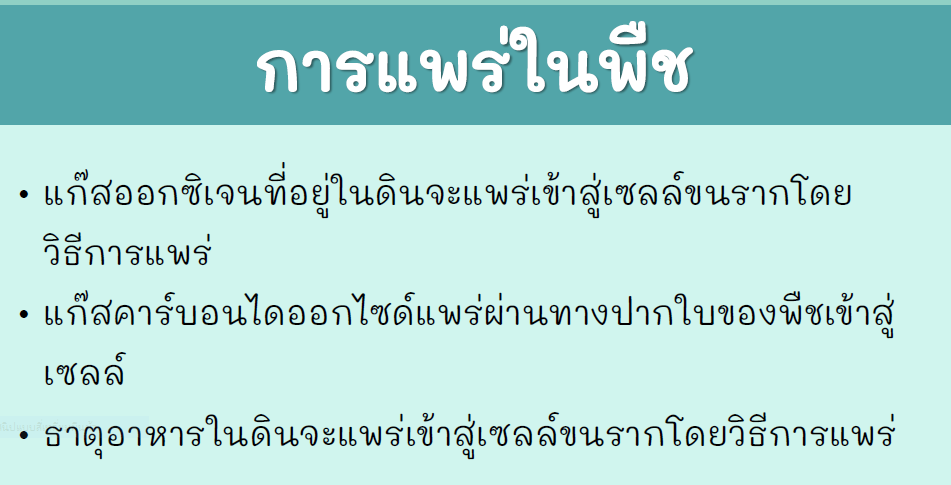 การแพร่ในพืช
• แก๊สออกซิเจนที่อยู่ในดินจะแพร่เข้าสู่เซลล์ขนรากโดย
วิธีการแพร่
• แก๊สคาร์บอนไดออกไซด์แพร่ผ่านทางปากใบของพืชเข้าสู่
เซลล์
• ธาตุอาหารในดินจะแพร่เข้าสู่เซลล์ขนรากโดยวิธีการแพร่